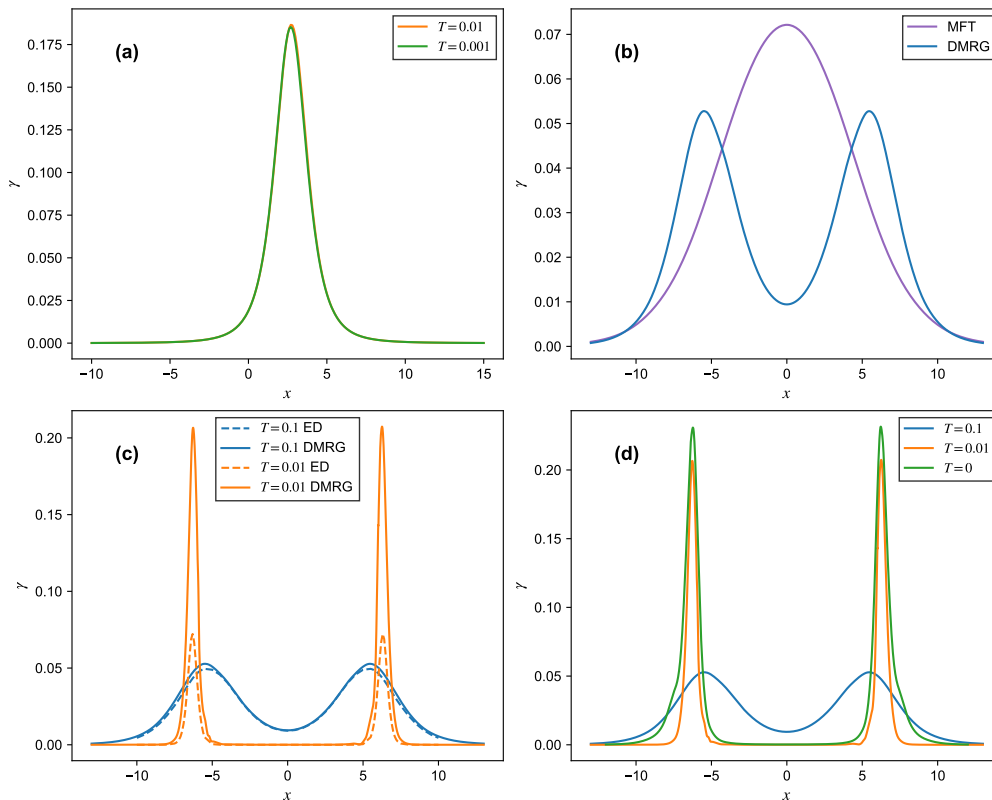 (a)
T = 0.01
T = 0.001
0.175
0.150
0.125
0.100
0.075
0.050
0.025
0.000
γ
−10
−5
0
5
10
15
x
(b)
MFT
DMRG
0.07
0.06
0.05
0.04
0.03
0.02
0.01
0.00
γ
−10
−5
0
5
10
x
(c)
T = 0.1 ED
T = 0.1 DMRG
T = 0.01 ED
T = 0.01 DMRG
0.20
0.15
0.10
0.05
0.00
γ
−10
−5
0
5
10
x
(d)
T = 0.1
T = 0.01
T = 0
0.20
0.15
0.10
0.05
0.00
γ
−10
−5
0
5
10
x